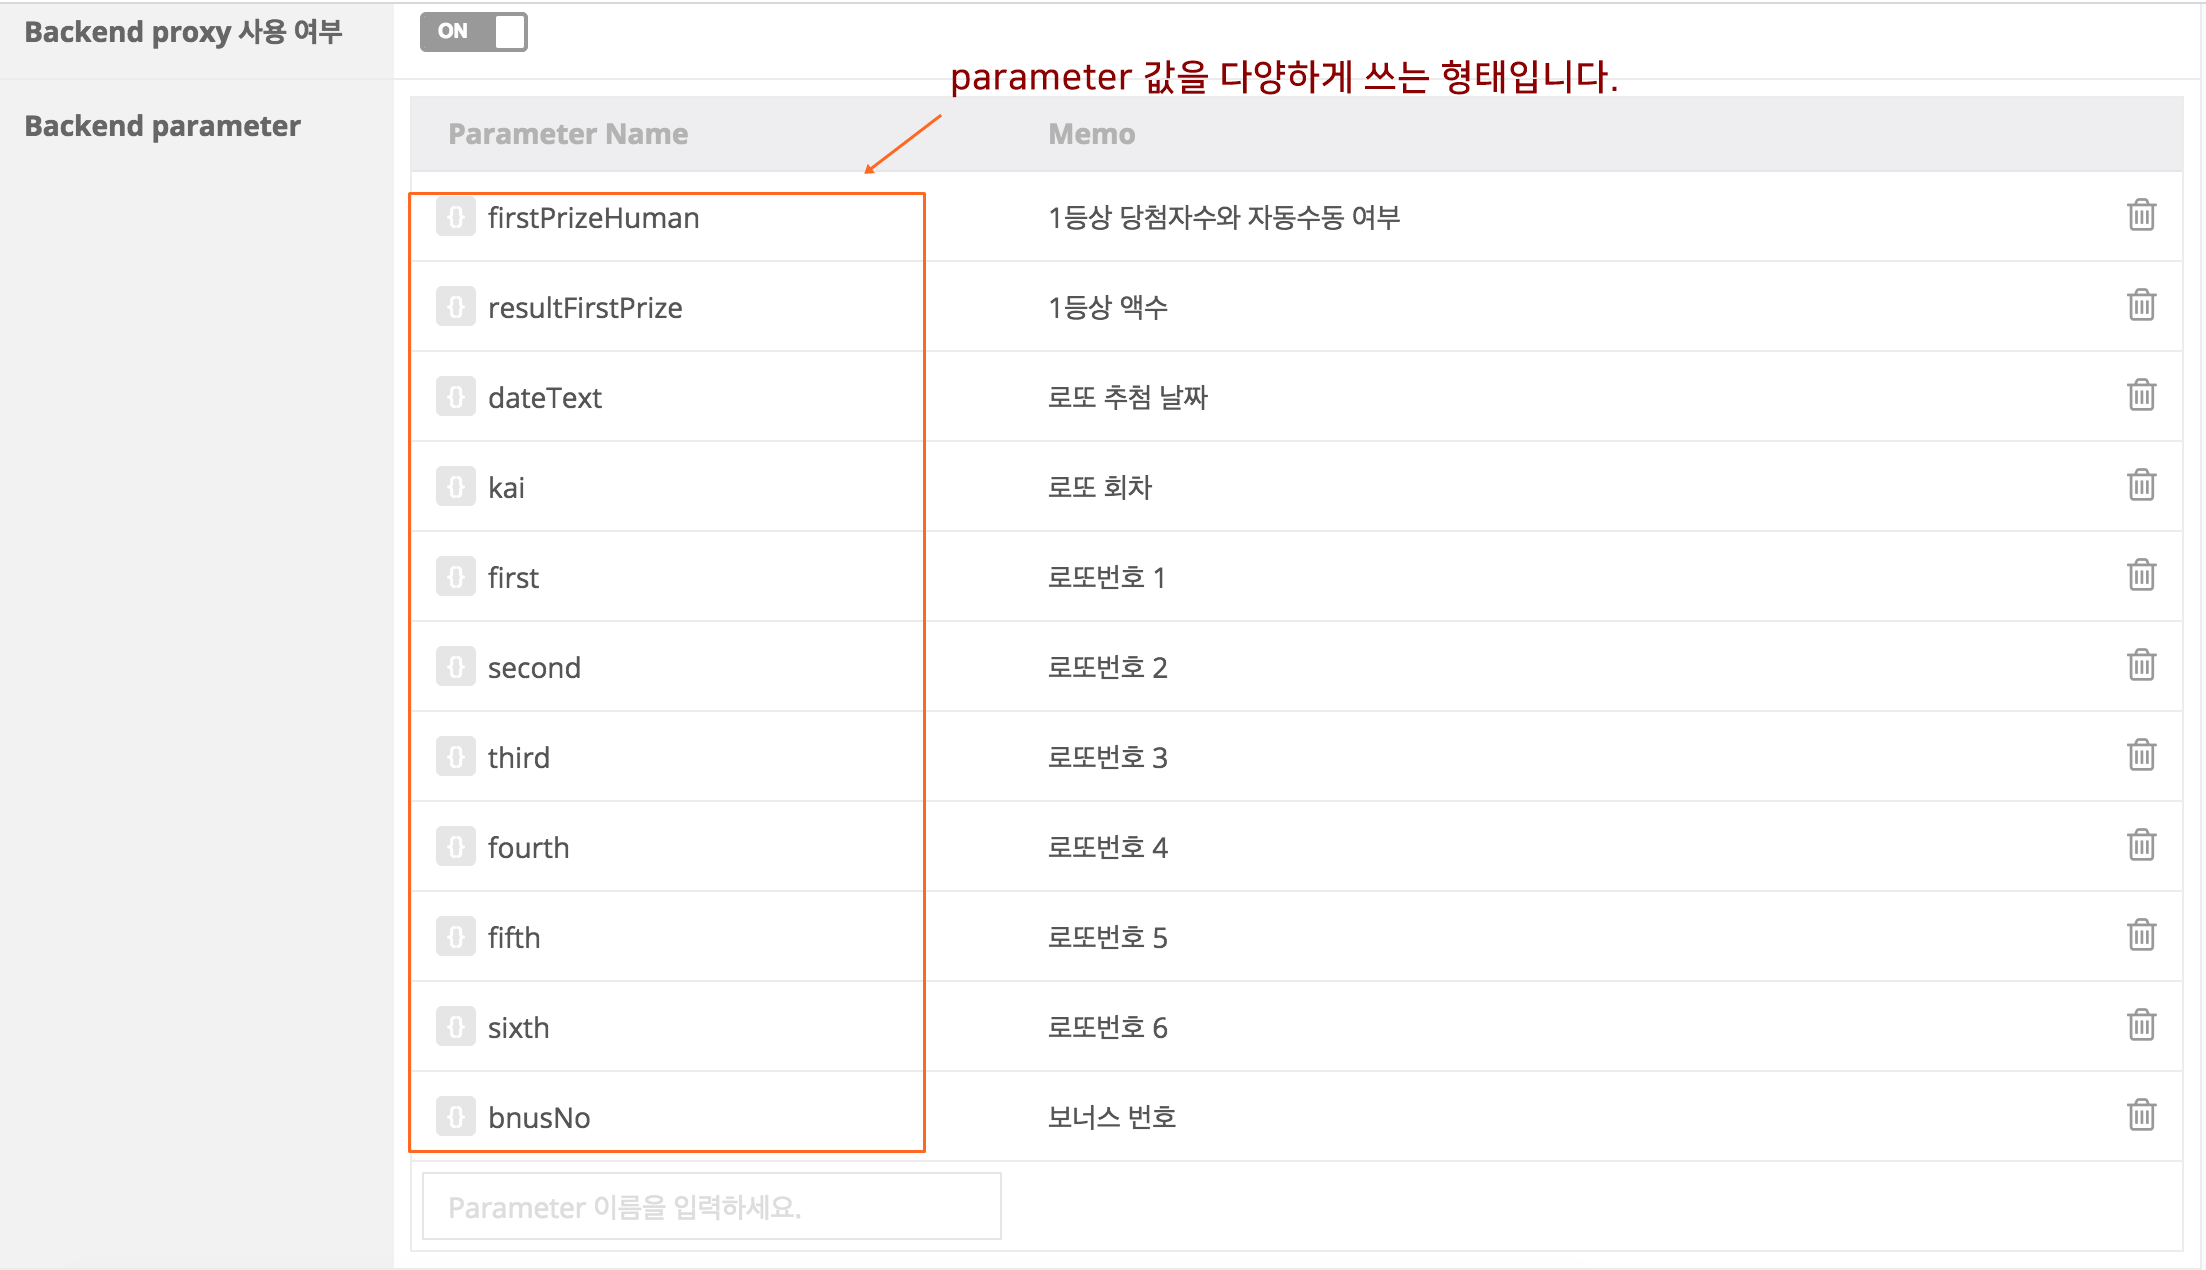 Backend proxy 사용 여부
ON
parameter 값을 다양하게 쓰는 형태입니다.
Backend parameter
Parameter Name Memo
{} firstPrizeHuman 1등상 당첨자수와 자동수동 여부
{} resultFirstPrize 1등상 액수
{} dateText 로또 추첨 날짜
{} kai 로또 회차
{} first 로또번호 1
{} second 로또번호 2
{} third 로또번호 3
{} fourth 로또번호 4
{} fifth 로또번호 5
{} sixth 로또번호 6
{} bnusNo 보너스 번호
Parameter 이름을 입력하세요.